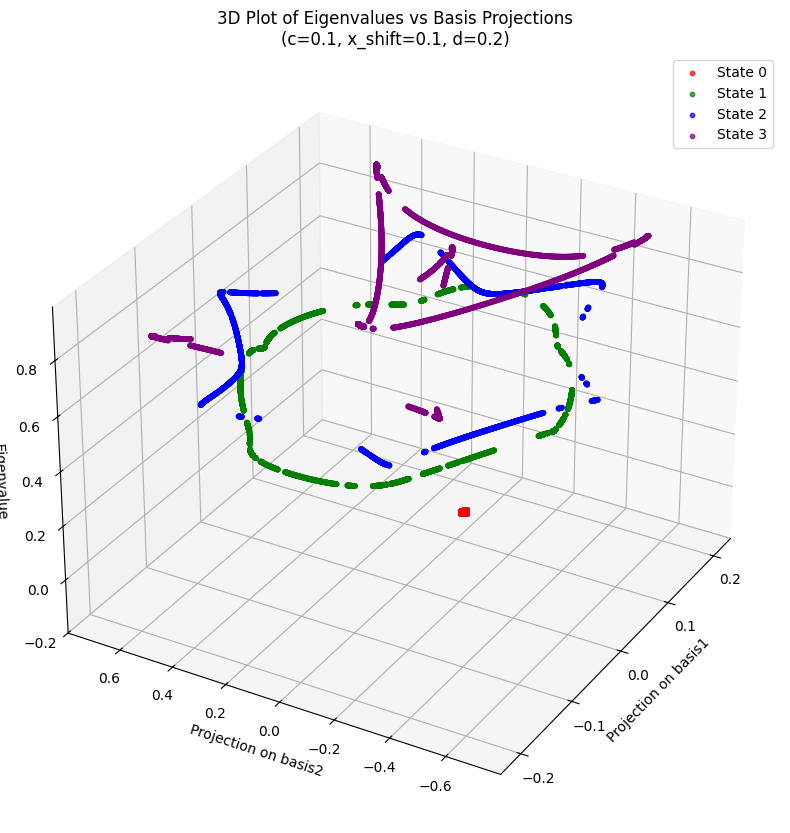 3D Plot of Eigenvalues vs Basis Projections
(c=0.1, x_shift=0.1, d=0.2)
State 0
State 1
State 2
State 3
0.8
0.6
0.4
0.2
0.0
−0.2
Eigenvalue
0.6
0.4
0.2
0.0
−0.2
−0.4
−0.6
Projection on basis2
0.2
0.1
0.0
−0.1
−0.2
Projection on basis1